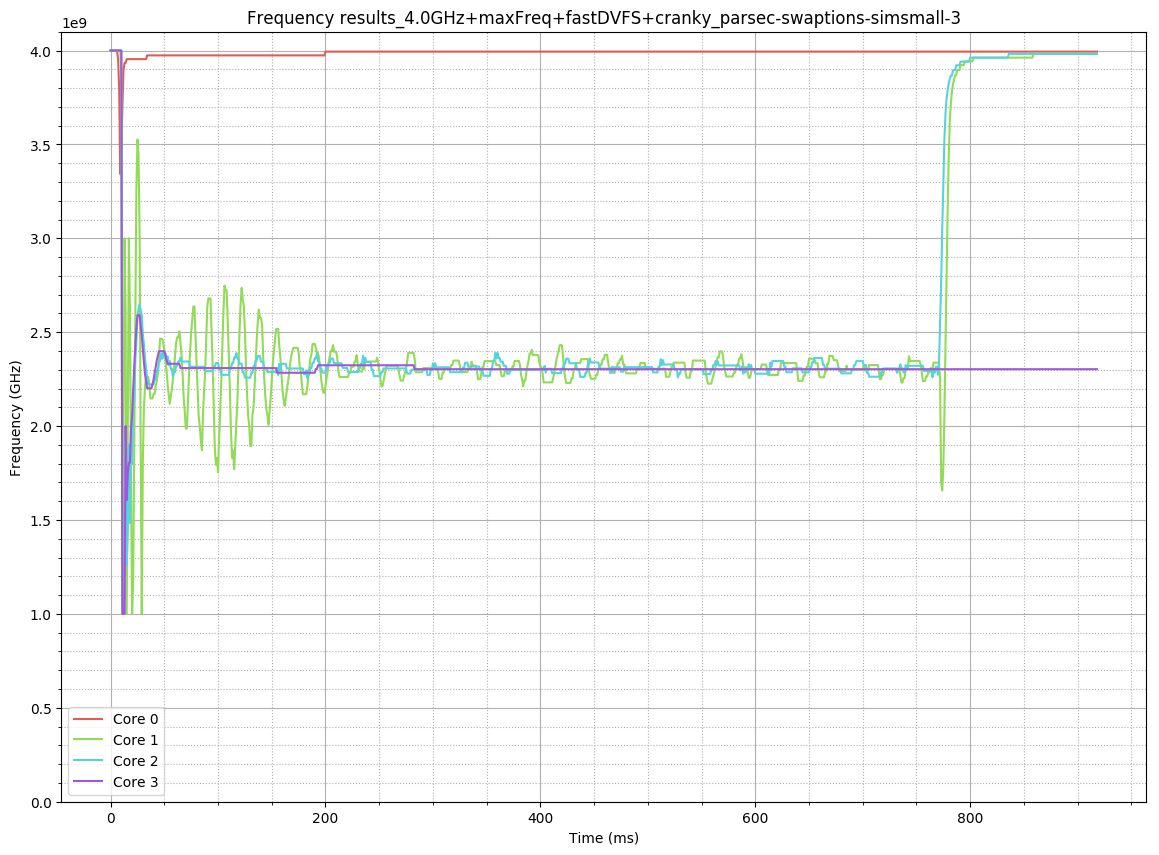 Frequency results_4.0GHz+maxFreq+fastDVFS+cranky_parsec-swaptions-simsmall-3
1e9
4.0
3.5
3.0
2.5
2.0
1.5
1.0
0.5
0.0
Frequency (GHz)
Core 0
Core 1
Core 2
Core 3
0 200 400 600 800
Time (ms)